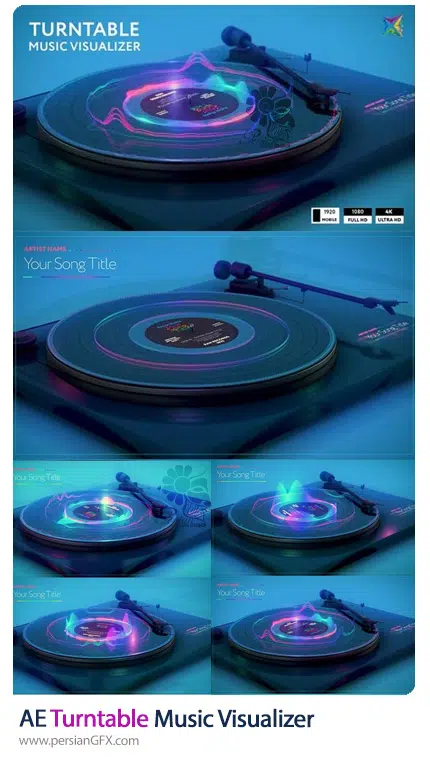 TURNTABLE
MUSIC VISUALIZER
1920
MOBILE
1080
FULL HD
4K
ULTRA HD
ARTIST NAME
Your Song Title
Your Song Title
Your Song Title
Your Song Title
Your Song Title
AE Turntable Music Visualizer
www.persianGFX.com